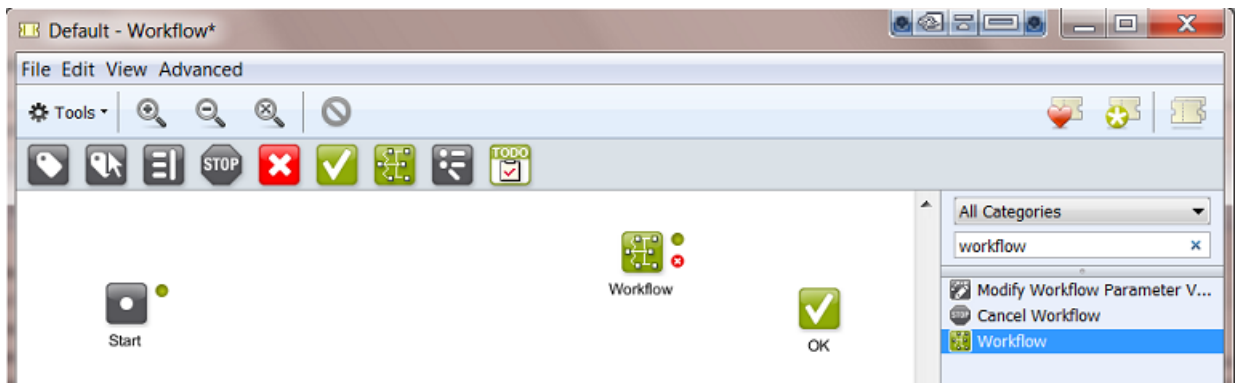 Default - Workflow*
File Edit View Advanced
Tools
STOP
TODO
All Categories
workflow
Workflow
Modify Workflow Parameter V...
STOP Cancel Workflow
Workflow
Start
OK